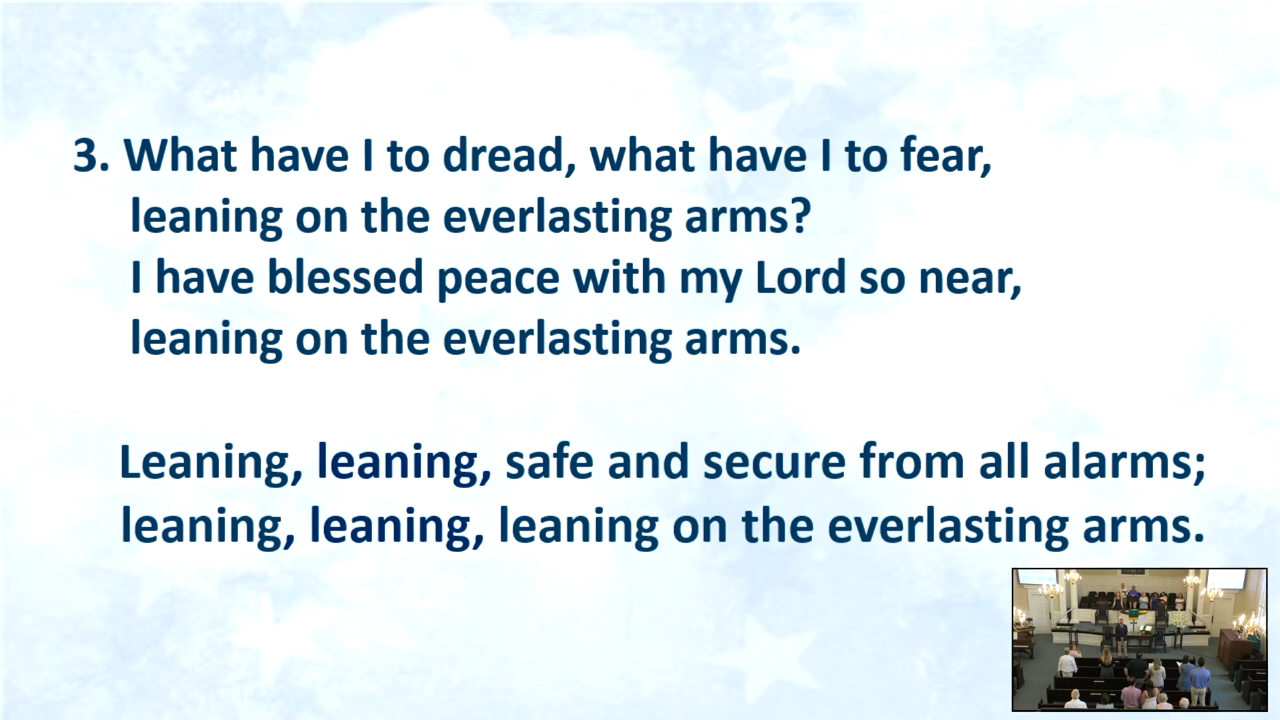 3. What have I to dread, what have I to fear,
leaning on the everlasting arms?
I have blessed peace with my Lord so near,
leaning on the everlasting arms.
Leaning, leaning, safe and secure from all alarms;
leaning, leaning, leaning on the everlasting arms.